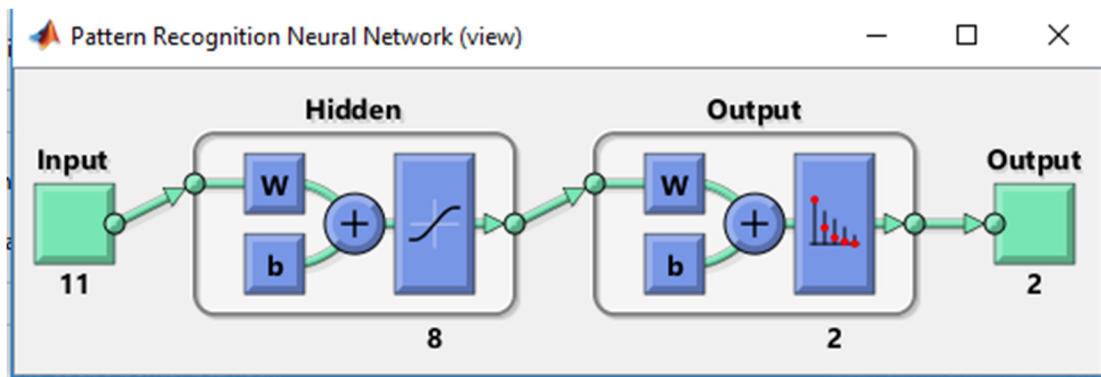 Pattern Recognition Neural Network (view)
Hidden
Output
Input
Output
W
W
+
+
b
b
11
2
8
2